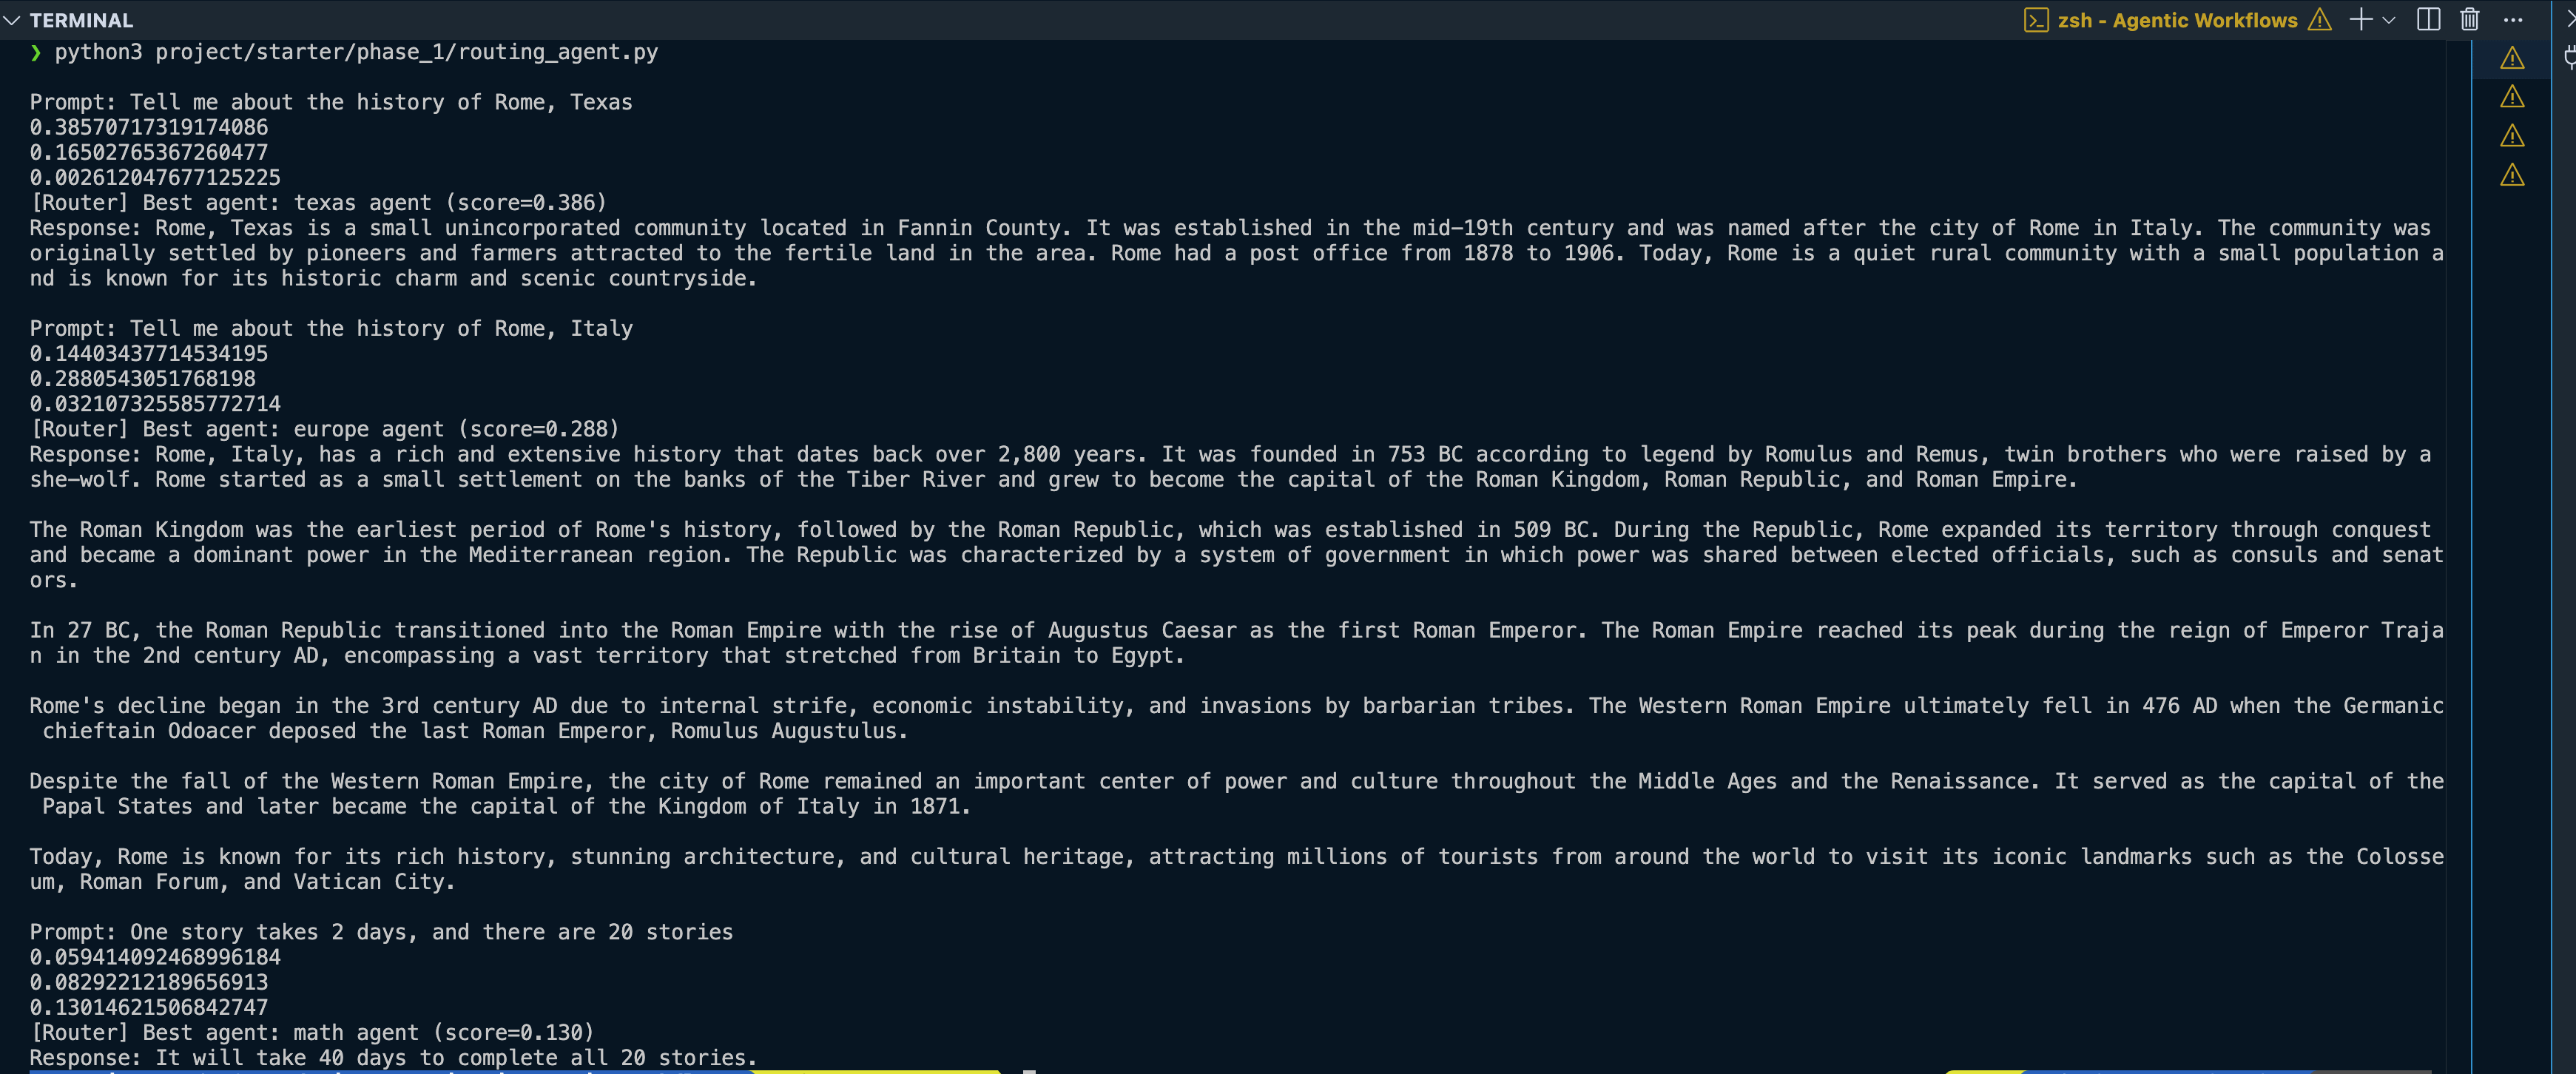 TERMINAL
zsh - Agentic Workflows
❯ python3 project/starter/phase_1/routing_agent.py
Prompt: Tell me about the history of Rome, Texas
0.38570717319174086
0.16502765367260477
0.002612047677125225
[Router] Best agent: texas agent (score=0.386)
Response: Rome, Texas is a small unincorporated community located in Fannin County. It was established in the mid-19th century and was named after the city of Rome in Italy. The community was
originally settled by pioneers and farmers attracted to the fertile land in the area. Rome had a post office from 1878 to 1906. Today, Rome is a quiet rural community with a small population a
nd is known for its historic charm and scenic countryside.
Prompt: Tell me about the history of Rome, Italy
0.14403437714534195
0.2880543051768198
0.032107325585772714
[Router] Best agent: europe agent (score=0.288)
Response: Rome, Italy, has a rich and extensive history that dates back over 2,800 years. It was founded in 753 BC according to legend by Romulus and Remus, twin brothers who were raised by a
she-wolf. Rome started as a small settlement on the banks of the Tiber River and grew to become the capital of the Roman Kingdom, Roman Republic, and Roman Empire.
The Roman Kingdom was the earliest period of Rome's history, followed by the Roman Republic, which was established in 509 BC. During the Republic, Rome expanded its territory through conquest
and became a dominant power in the Mediterranean region. The Republic was characterized by a system of government in which power was shared between elected officials, such as consuls and senat
ors.
In 27 BC, the Roman Republic transitioned into the Roman Empire with the rise of Augustus Caesar as the first Roman Emperor. The Roman Empire reached its peak during the reign of Emperor Traja
n in the 2nd century AD, encompassing a vast territory that stretched from Britain to Egypt.
Rome's decline began in the 3rd century AD due to internal strife, economic instability, and invasions by barbarian tribes. The Western Roman Empire ultimately fell in 476 AD when the Germanic
chieftain Odoacer deposed the last Roman Emperor, Romulus Augustulus.
Despite the fall of the Western Roman Empire, the city of Rome remained an important center of power and culture throughout the Middle Ages and the Renaissance. It served as the capital of the
Papal States and later became the capital of the Kingdom of Italy in 1871.
Today, Rome is known for its rich history, stunning architecture, and cultural heritage, attracting millions of tourists from around the world to visit its iconic landmarks such as the Colosse
um, Roman Forum, and Vatican City.
Prompt: One story takes 2 days, and there are 20 stories
0.059414092468996184
0.08292212189656913
0.13014621506842747
[Router] Best agent: math agent (score=0.130)
Response: It will take 40 days to complete all 20 stories.